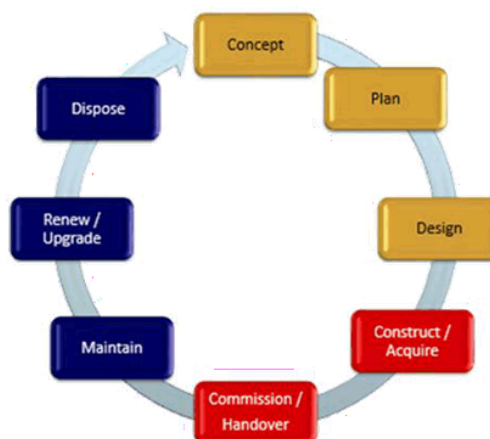 Concept
Plan
Design
Construct /
Acquire
Commission /
Handover
Maintain
Renew /
Upgrade
Dispose